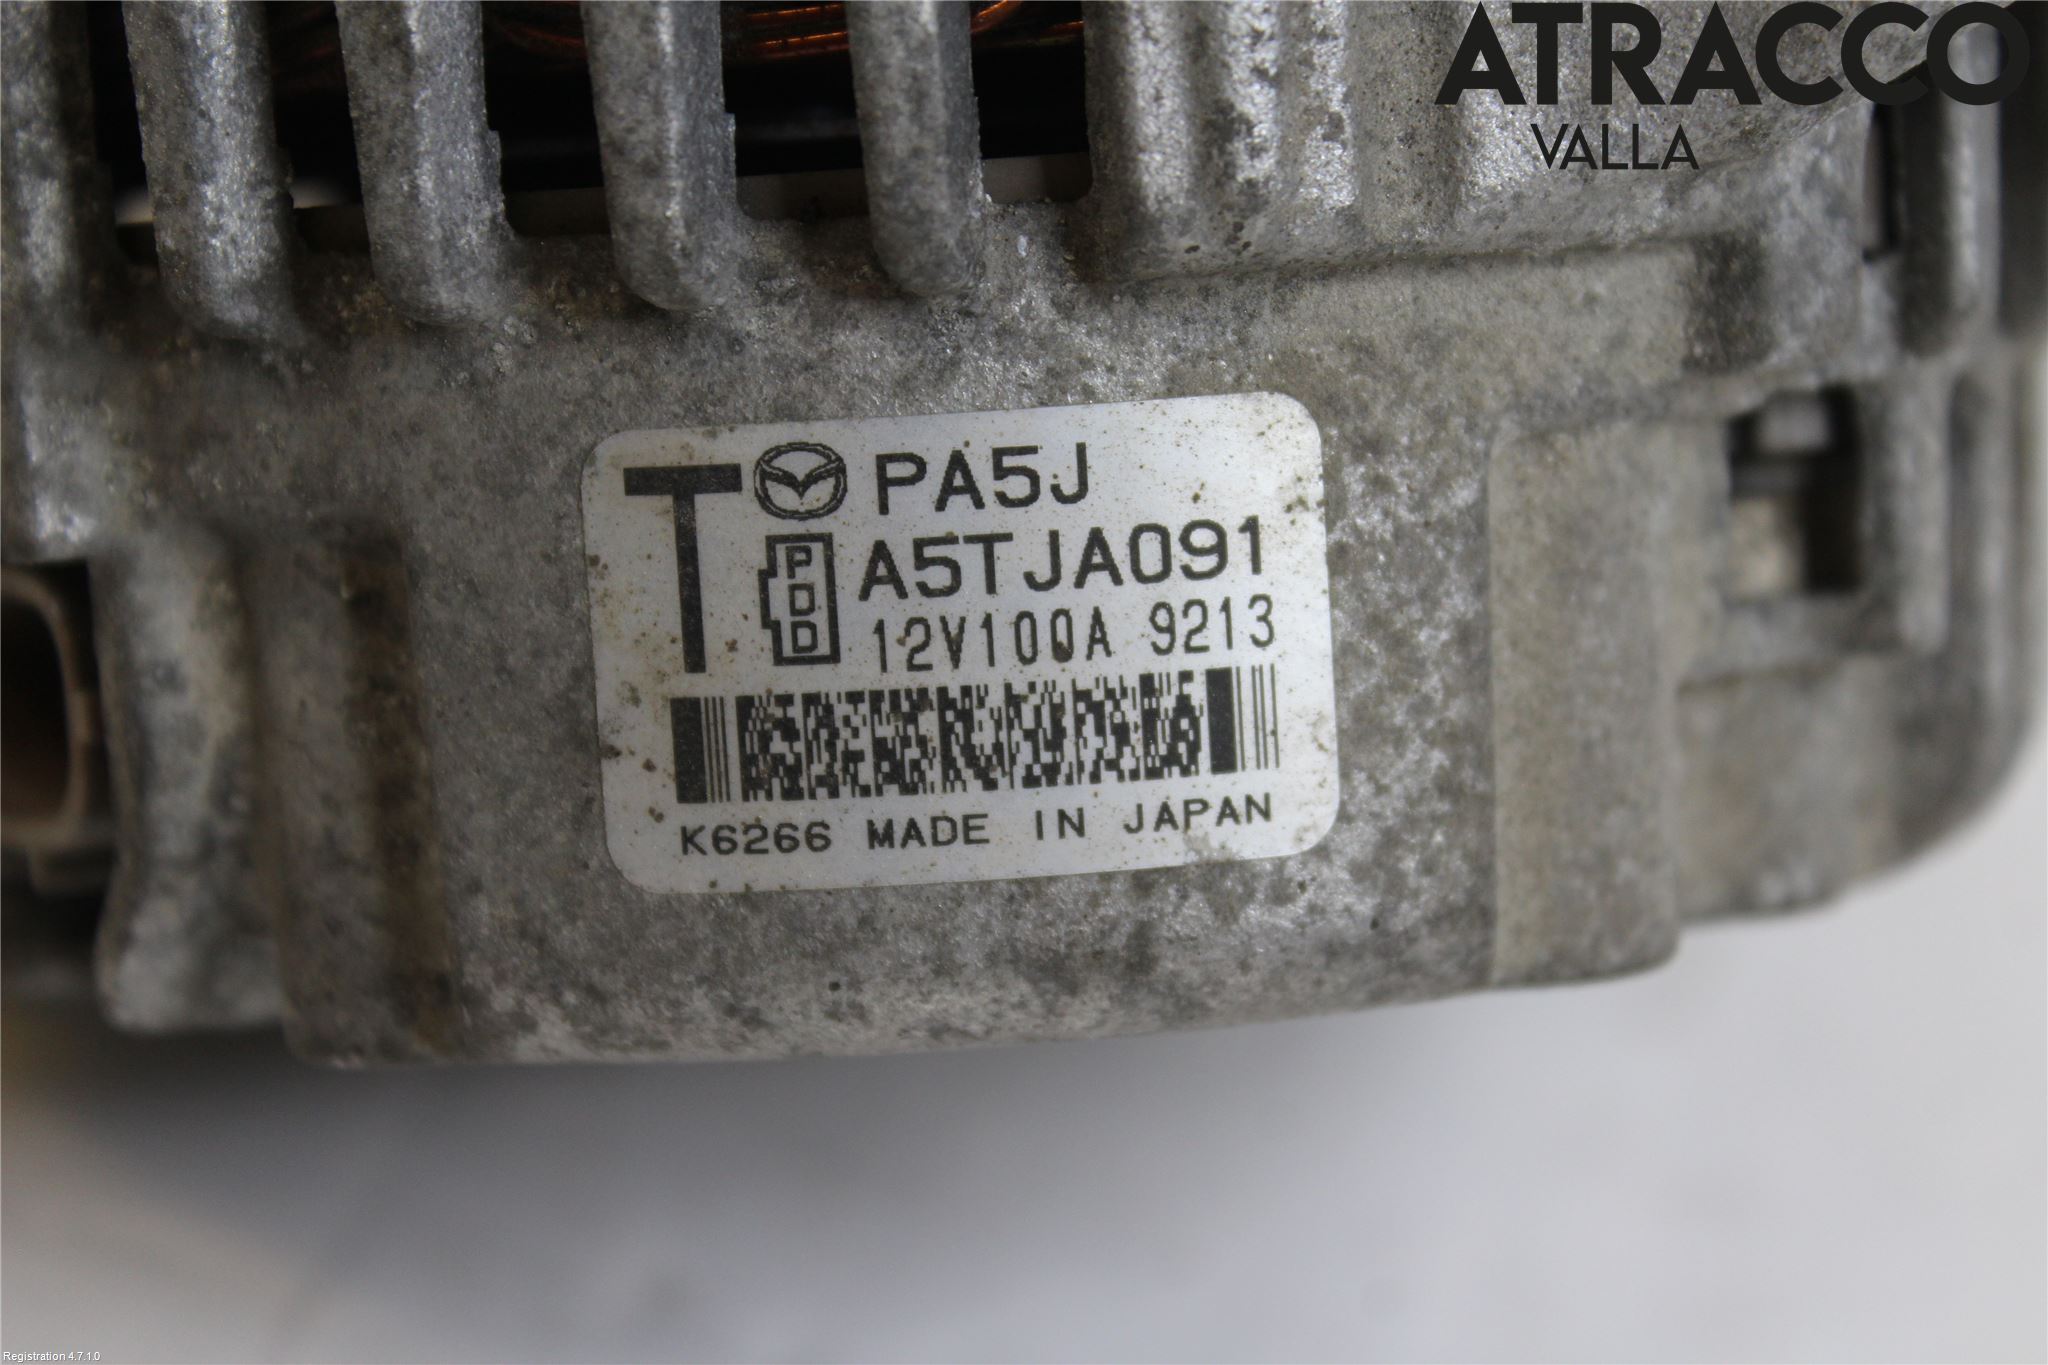 ATRACCO
VALLA
T PA5J
PDD A5TJA091
12V100A 9213
K6266 MADE IN JAPAN
Registration 4.7.1.0